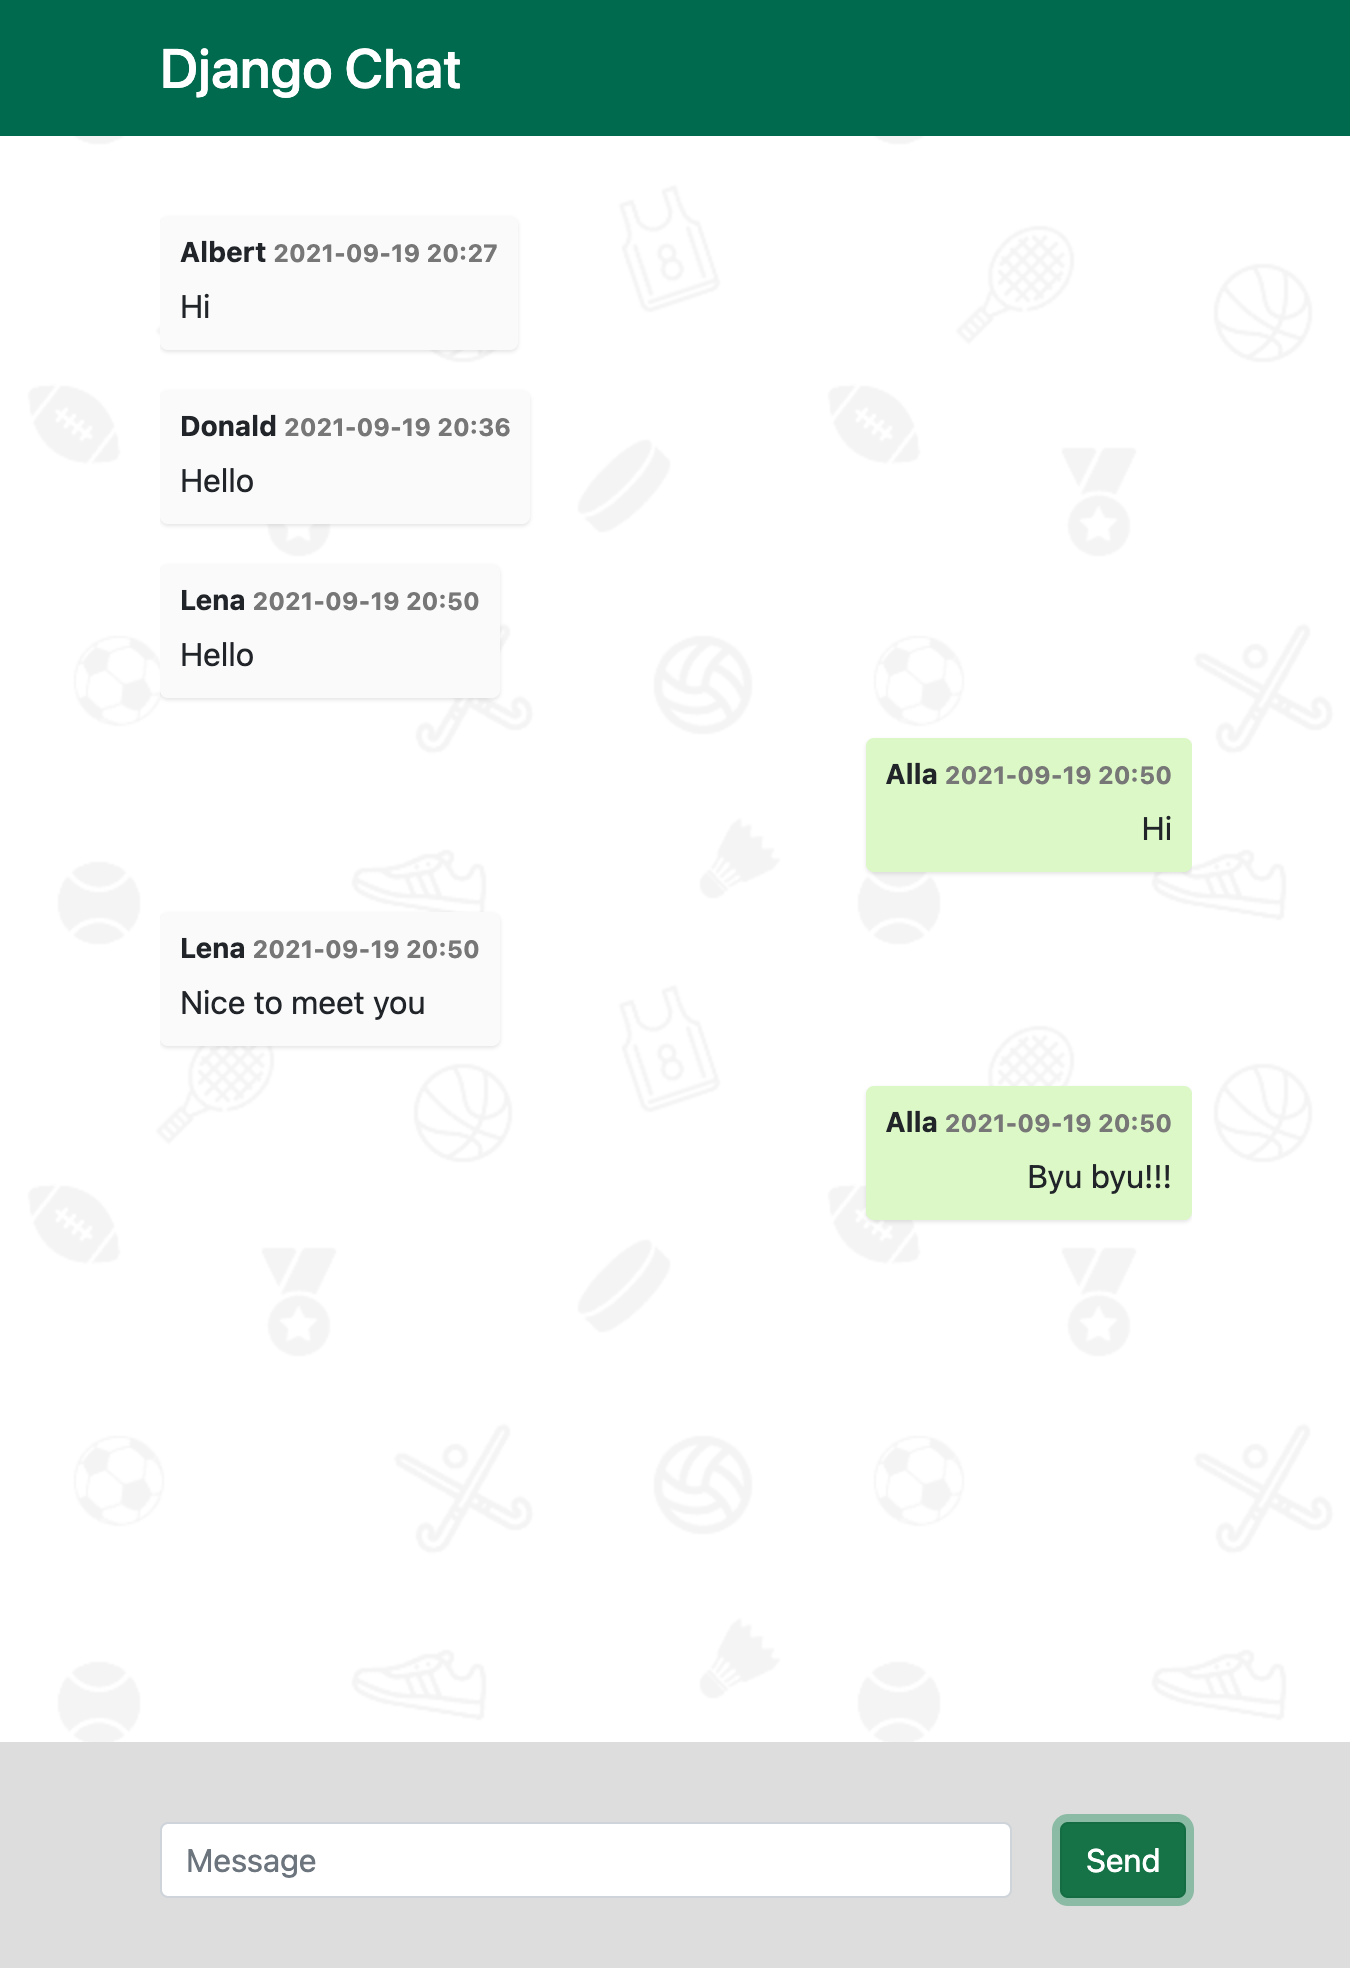 Django Chat
Albert 2021-09-19 20:27
Hi
Donald 2021-09-19 20:36
Hello
Lena 2021-09-19 20:50
Hello
Alla 2021-09-19 20:50
Hi
Lena 2021-09-19 20:50
Nice to meet you
Alla 2021-09-19 20:50
Byu byu!!!
Message
Send